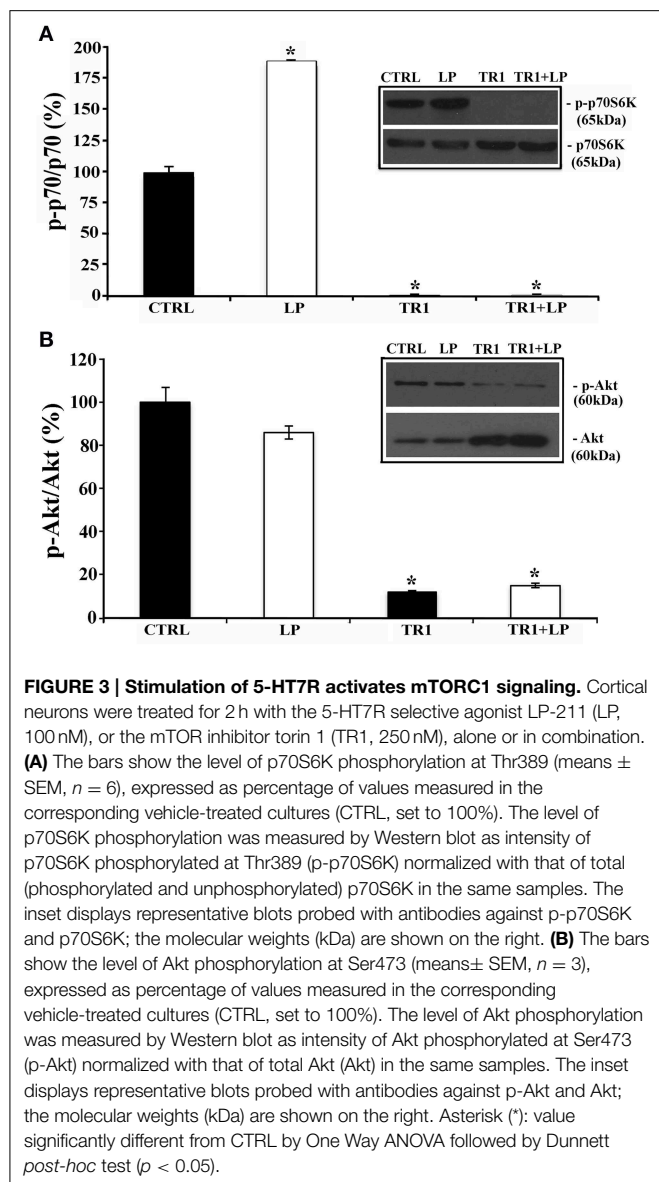 A
p-p70/p70 (%)
200
175
150
125
100
75
50
25
0
*
*
*
CTRL LP TR1 TR1+LP
- p-p70S6K
(65kDa)
- p70S6K
(65kDa)
CTRL LP TR1 TR1+LP
B
p-Akt/Akt (%)
120
100
80
60
40
20
0
*
*
CTRL LP TR1 TR1+LP
- p-Akt
(60kDa)
- Akt
(60kDa)
CTRL LP TR1 TR1+LP
FIGURE 3 | Stimulation of 5-HT7R activates mTORC1 signaling. Cortical
neurons were treated for 2 h with the 5-HT7R selective agonist LP-211 (LP,
100 nM), or the mTOR inhibitor torin 1 (TR1, 250 nM), alone or in combination.
(A) The bars show the level of p70S6K phosphorylation at Thr389 (means ±
SEM, n = 6), expressed as percentage of values measured in the
corresponding vehicle-treated cultures (CTRL, set to 100%). The level of
p70S6K phosphorylation was measured by Western blot as intensity of
p70S6K phosphorylated at Thr389 (p-p70S6K) normalized with that of total
(phosphorylated and unphosphorylated) p70S6K in the same samples. The
inset displays representative blots probed with antibodies against p-p70S6K
and p70S6K; the molecular weights (kDa) are shown on the right. (B) The bars
show the level of Akt phosphorylation at Ser473 (means± SEM, n = 3),
expressed as percentage of values measured in the corresponding
vehicle-treated cultures (CTRL, set to 100%). The level of Akt phosphorylation
was measured by Western blot as intensity of Akt phosphorylated at Ser473
(p-Akt) normalized with that of total Akt (Akt) in the same samples. The inset
displays representative blots probed with antibodies against p-Akt and Akt;
the molecular weights (kDa) are shown on the right. Asterisk (*): value
significantly different from CTRL by One Way ANOVA followed by Dunnett
post-hoc test (p < 0.05).